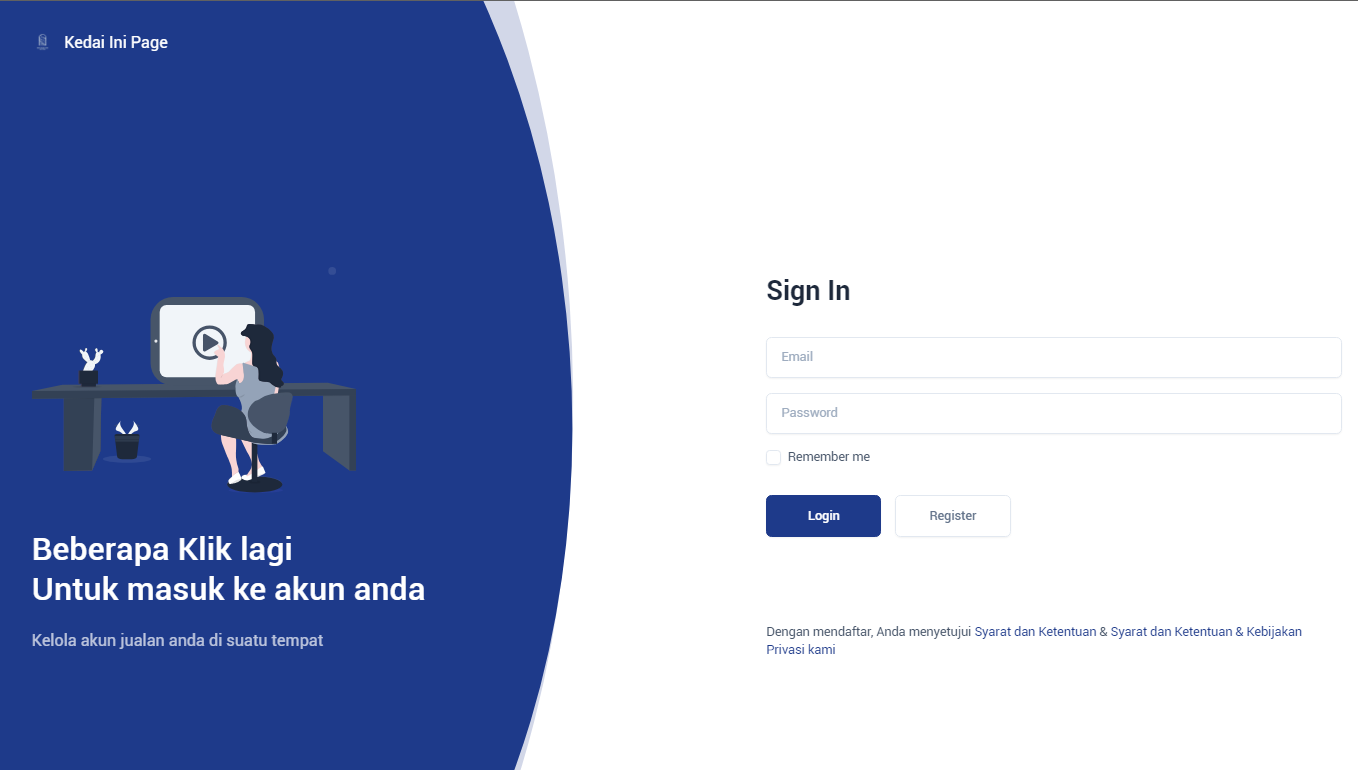 Kedai Ini Page
Beberapa Klik lagi
Untuk masuk ke akun anda
Kelola akun jualan anda di suatu tempat
Sign In
Email
Password
Remember me
Login
Register
Dengan mendaftar, Anda menyetujui Syarat dan Ketentuan & Syarat dan Ketentuan & Kebijakan
Privasi kami